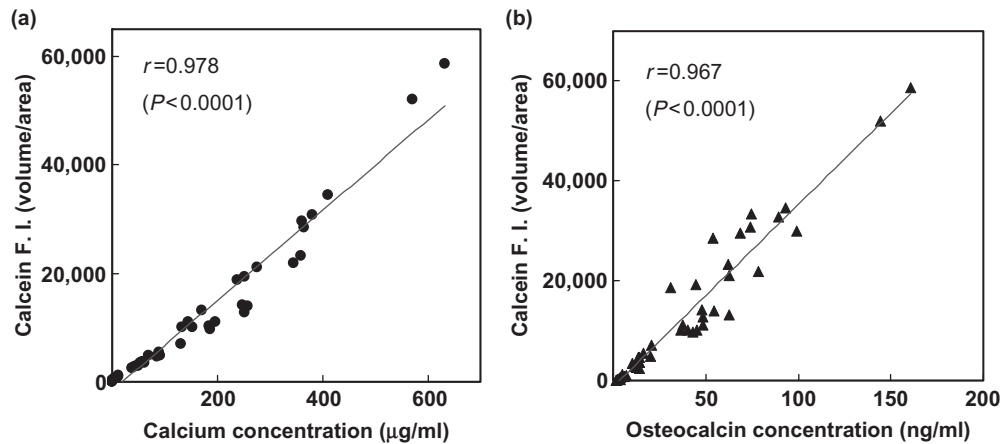 (a)
r=0.978
(P<0.0001)
60,000
40,000
20,000
0
200
400
600
Calcein F. I. (volume/area)
Calcium concentration (μg/ml)
(b)
r=0.967
(P<0.0001)
80,000
60,000
40,000
20,000
0
50
100
150
200
Calcein F. I. (volume/area)
Osteocalcin concentration (ng/ml)